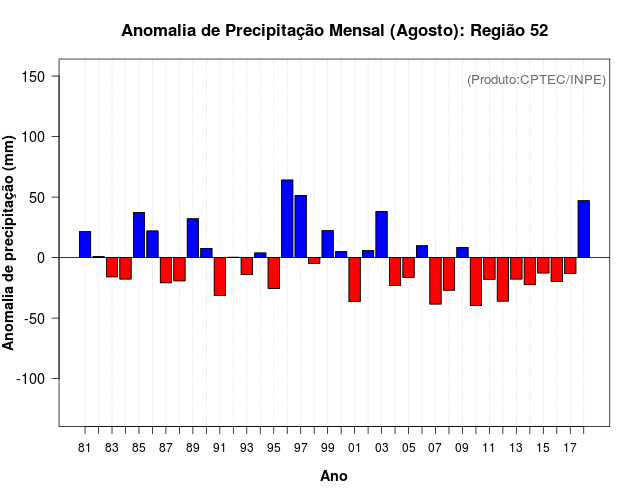 Anomalia de Precipitação Mensal (Agosto): Região 52
(Produto:CPTEC/INPE)
Anomalia de precipitação (mm)
150
100
50
0
-50
-100
81 83 85 87 89 91 93 95 97 99 01 03 05 07 09 11 13 15 17
Ano